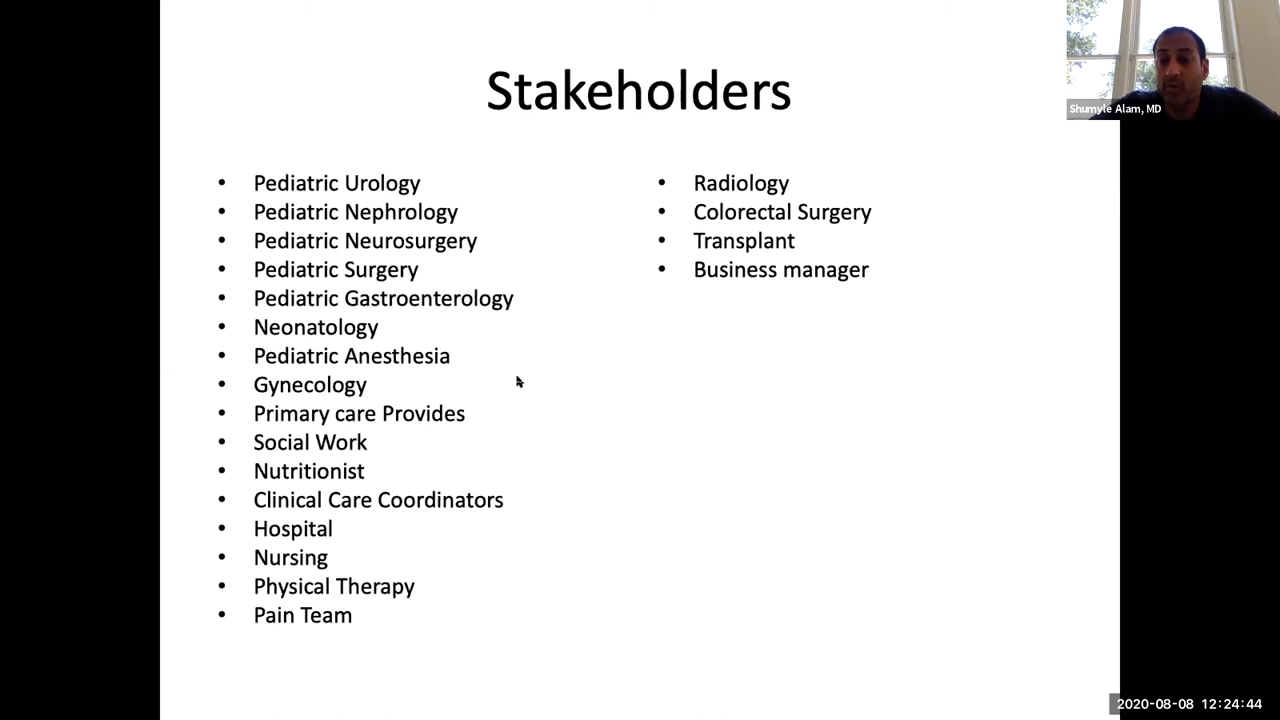 Stakeholders
• Pediatric Urology
• Pediatric Nephrology
• Pediatric Neurosurgery
• Pediatric Surgery
• Pediatric Gastroenterology
• Neonatology
• Pediatric Anesthesia
• Gynecology
• Primary care Provides
• Social Work
• Nutritionist
• Clinical Care Coordinators
• Hospital
• Nursing
• Physical Therapy
• Pain Team
• Radiology
• Colorectal Surgery
• Transplant
• Business manager
Shumyle Alam, MD
2020-08-08 12:24:44